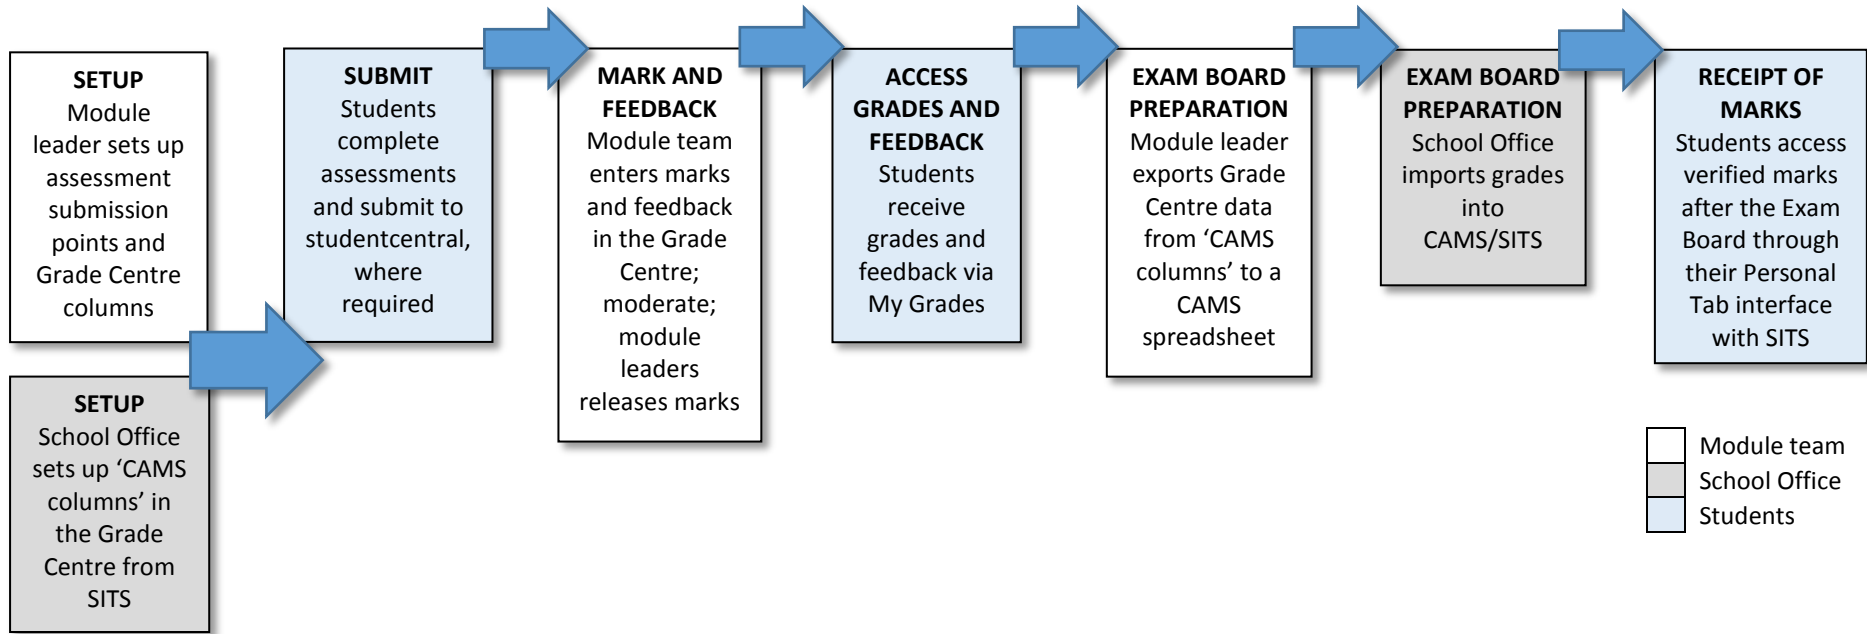 SETUP
Module
leader sets up
assessment
submission
points and
Grade Centre
columns
SETUP
School Office
sets up ‘CAMS
columns’ in
the Grade
Centre from
SITS
SUBMIT
Students
complete
assessments
and submit to
studentcentral,
where
required
MARK AND
FEEDBACK
Module team
enters marks
and feedback
in the Grade
Centre;
moderate;
module
leaders
releases marks
ACCESS
GRADES AND
FEEDBACK
Students
receive
grades and
feedback via
My Grades
EXAM BOARD
PREPARATION
Module leader
exports Grade
Centre data
from ‘CAMS
columns’ to a
CAMS
spreadsheet
EXAM BOARD
PREPARATION
School Office
imports grades
into
CAMS/SITS
RECEIPT OF
MARKS
Students access
verified marks
after the Exam
Board through
their Personal
Tab interface
with SITS
Module team
School Office
Students